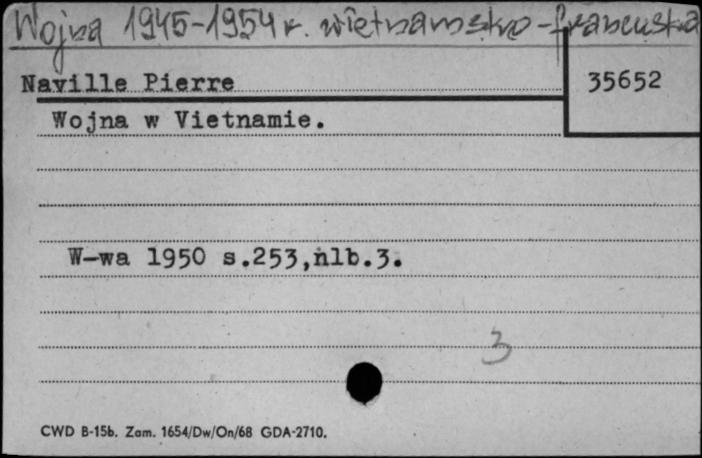 Wojna 1945-1954 r. wietnamsko-francuska
Naville Pierre
35652
Wojna w Vietnamie.
W-wa 1950 s.253,nlb.3.
3
CWD B-15b. Zam. 1654/Dw/On/68 GDA-2710.